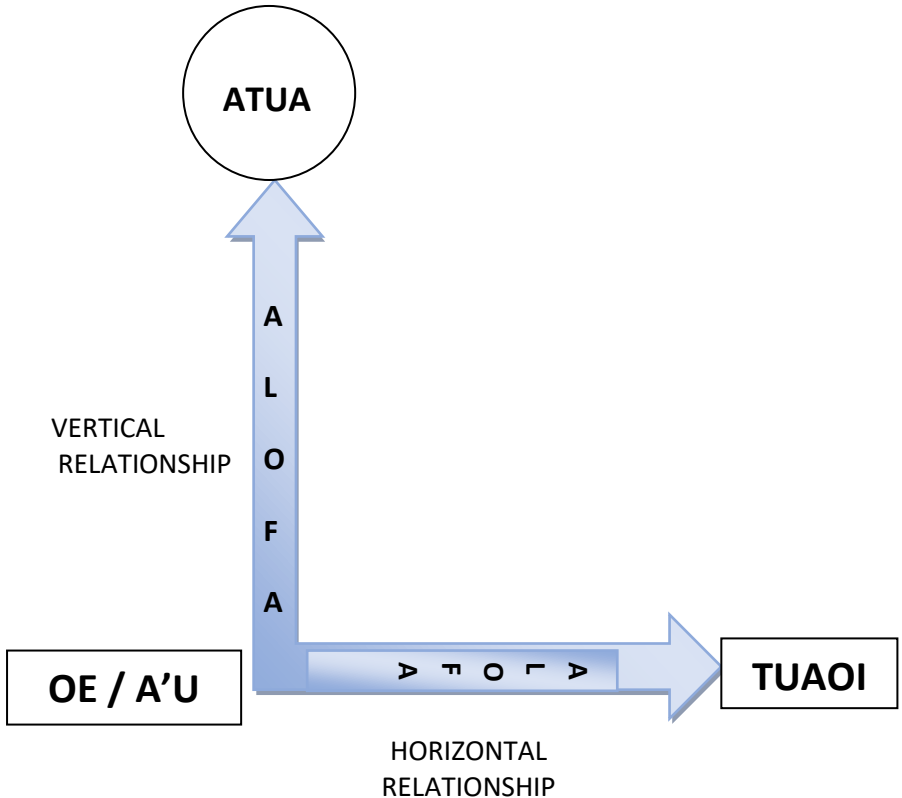 ATUA
A
L
O
F
A
VERTICAL
RELATIONSHIP
OE / A’U
A L O F A
TUAOI
HORIZONTAL
RELATIONSHIP